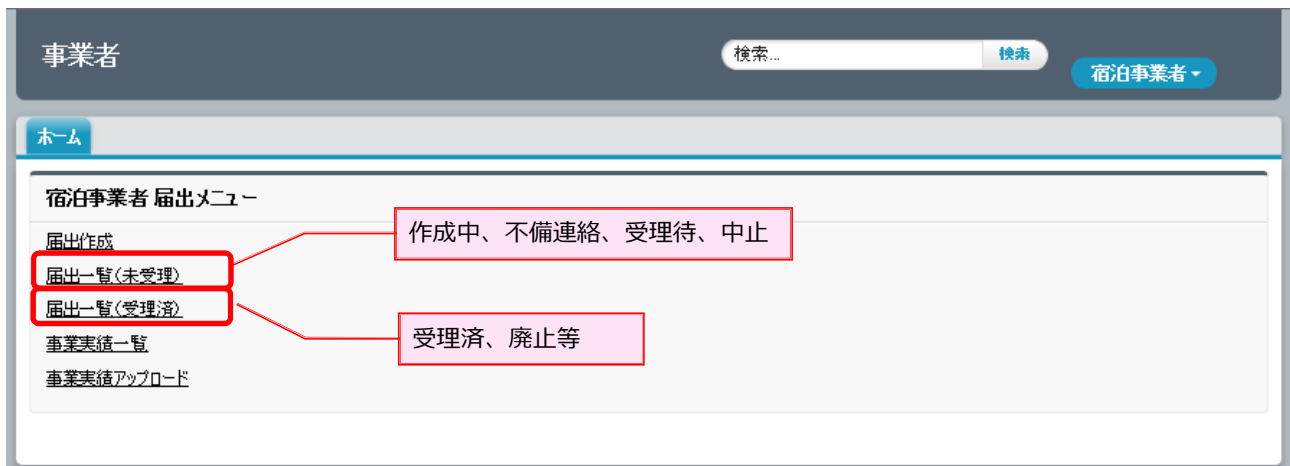 事業者
検索...
検索
宿泊事業者
ホーム
宿泊事業者 届出メニュー
届出作成
作成中、不備連絡、受理待、中止
届出一覧(未受理)
届出一覧(受理済)
受理済、廃止等
事業実績一覧
事業実績アップロード